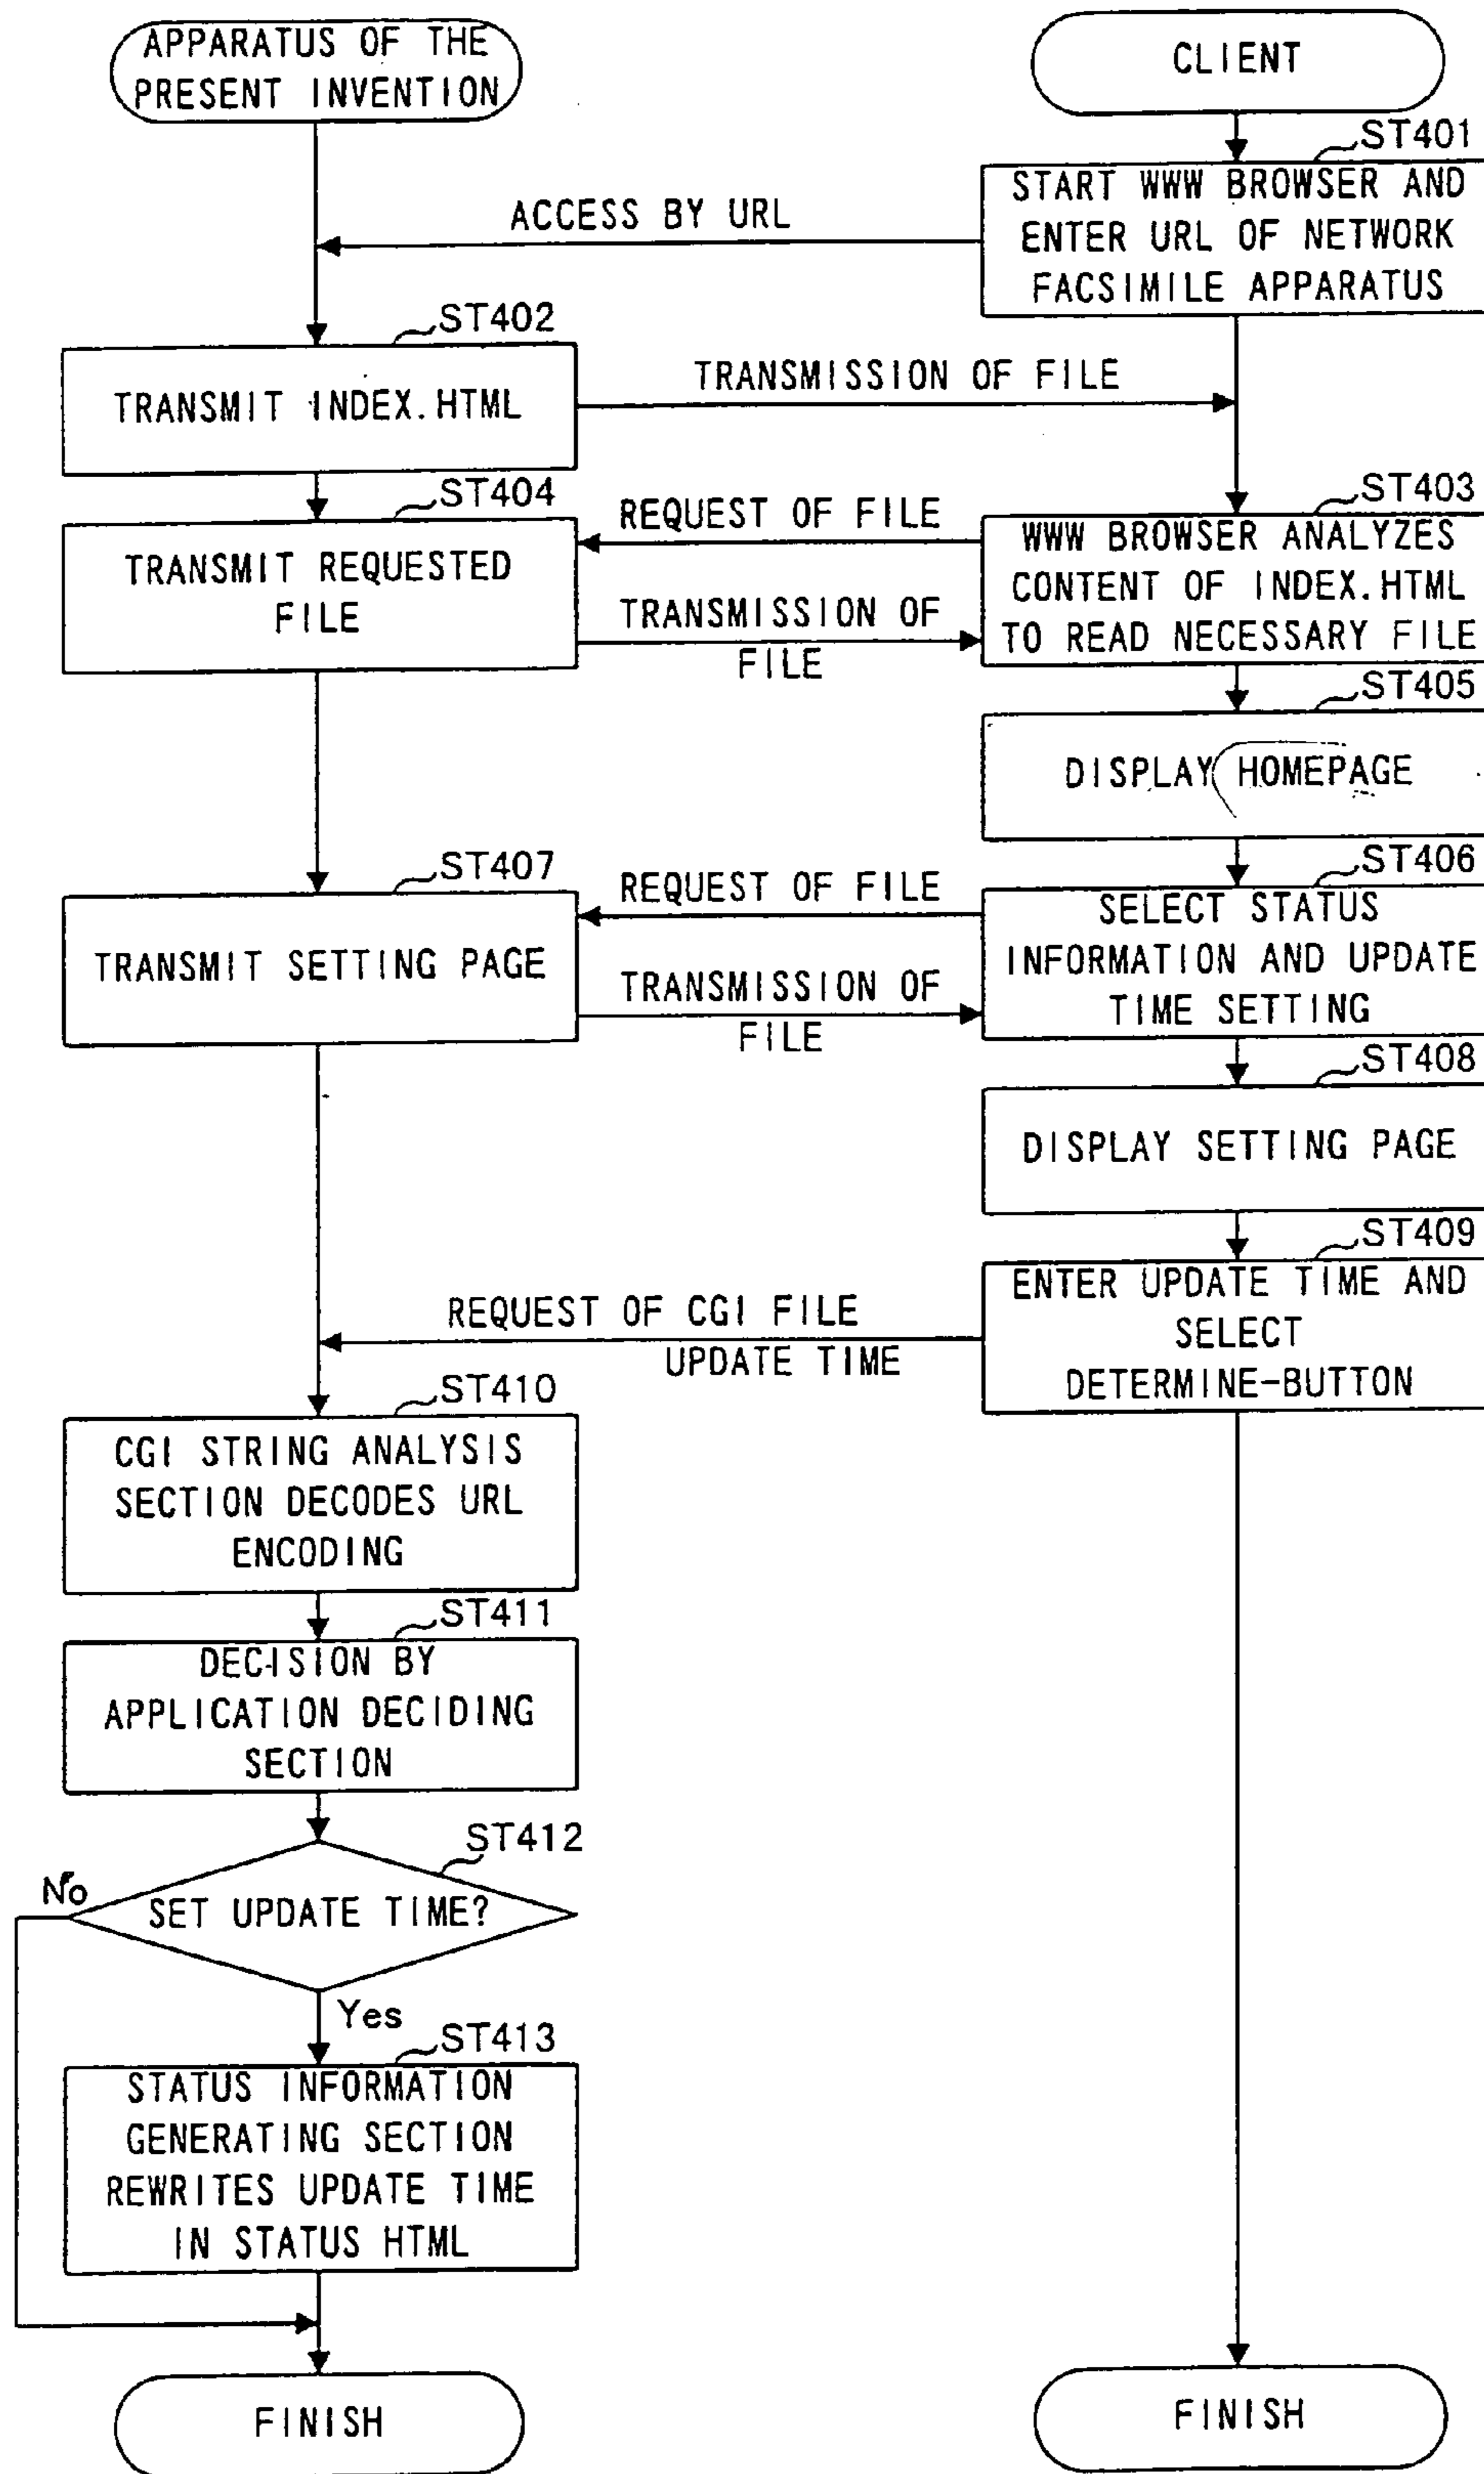 APPARATUS OF THE
PRESENT INVENTION
CLIENT
ST401
START WWW BROWSER AND
ENTER URL OF NETWORK
FACSIMILE APPARATUS
ACCESS BY URL
ST402
TRANSMIT INDEX.HTML
TRANSMISSION OF FILE
ST404
TRANSMIT REQUESTED
FILE
REQUEST OF FILE
TRANSMISSION OF
FILE
ST403
WWW BROWSER ANALYZES
CONTENT OF INDEX.HTML
TO READ NECESSARY FILE
ST405
DISPLAY HOMEPAGE
ST407
TRANSMIT SETTING PAGE
REQUEST OF FILE
TRANSMISSION OF
FILE
ST406
SELECT STATUS
INFORMATION AND UPDATE
TIME SETTING
ST408
DISPLAY SETTING PAGE
ST409
ENTER UPDATE TIME AND
SELECT
DETERMINE-BUTTON
REQUEST OF CGI FILE
UPDATE TIME
ST410
CGI STRING ANALYSIS
SECTION DECODES URL
ENCODING
ST411
DECISION BY
APPLICATION DECIDING
SECTION
ST412
SET UPDATE TIME?
No
Yes
ST413
STATUS INFORMATION
GENERATING SECTION
REWRITES UPDATE TIME
IN STATUS HTML
FINISH
FINISH